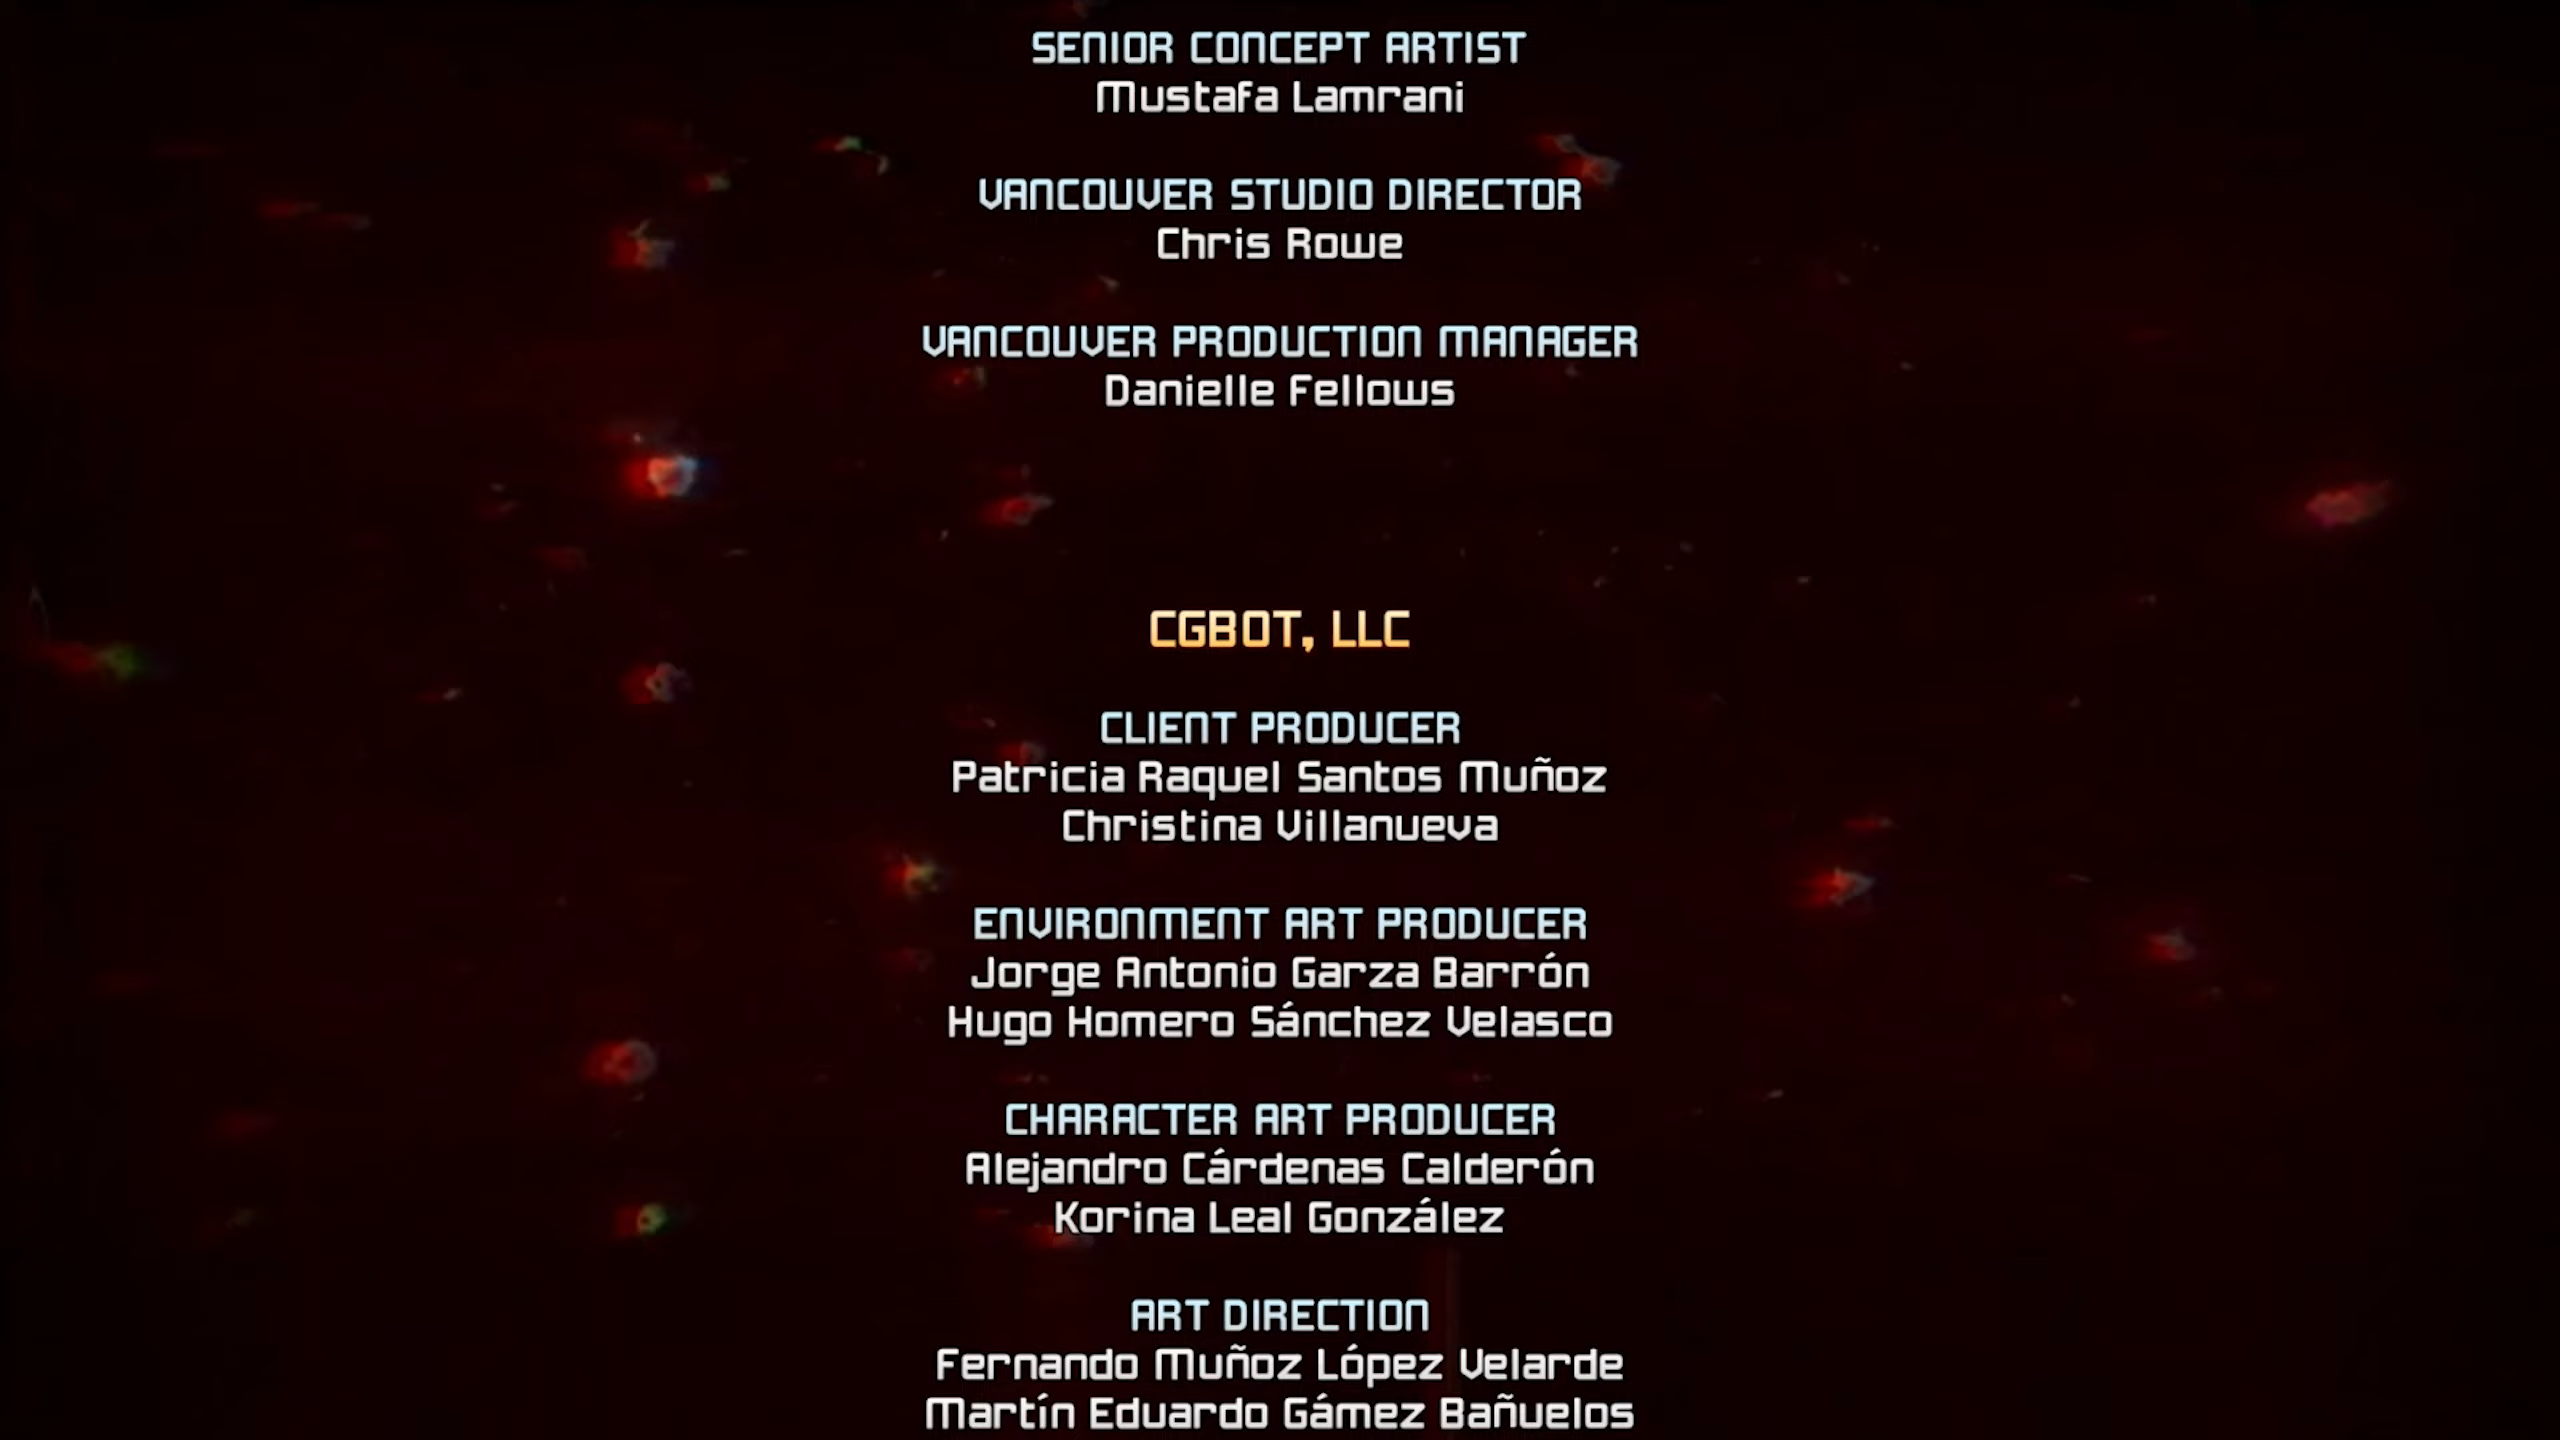 SENIOR CONCEPT ARTIST
Mustafa Lamrani
VANCOUVER STUDIO DIRECTOR
Chris Rowe
VANCOUVER PRODUCTION MANAGER
Danielle Fellows
CGBOT, LLC
CLIENT PRODUCER
Patricia Raquel Santos Muñoz
Christina Villanueva
ENVIRONMENT ART PRODUCER
Jorge Antonio Garza Barrón
Hugo Homero Sánchez Velasco
CHARACTER ART PRODUCER
Alejandro Cárdenas Calderón
Korina Leal González
ART DIRECTION
Fernando Muñoz López Velarde
Martín Eduardo Gámez Bañuelos